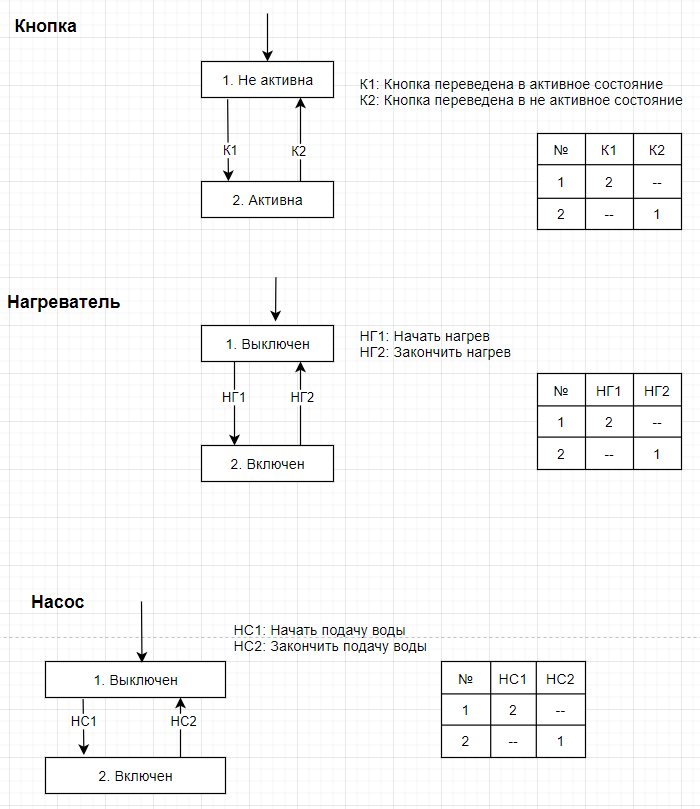 Кнопка
1. Не активна
К1: Кнопка переведена в активное состояние
К2: Кнопка переведена в не активное состояние
К1
К2
2. Активна
№ К1 К2
1 2 --
2 -- 1
Нагреватель
1. Выключен
НГ1: Начать нагрев
НГ2: Закончить нагрев
НГ1
НГ2
2. Включен
№ НГ1 НГ2
1 2 --
2 -- 1
Насос
НС1: Начать подачу воды
НС2: Закончить подачу воды
1. Выключен
НС1
НС2
2. Включен
№ НС1 НС2
1 2 --
2 -- 1